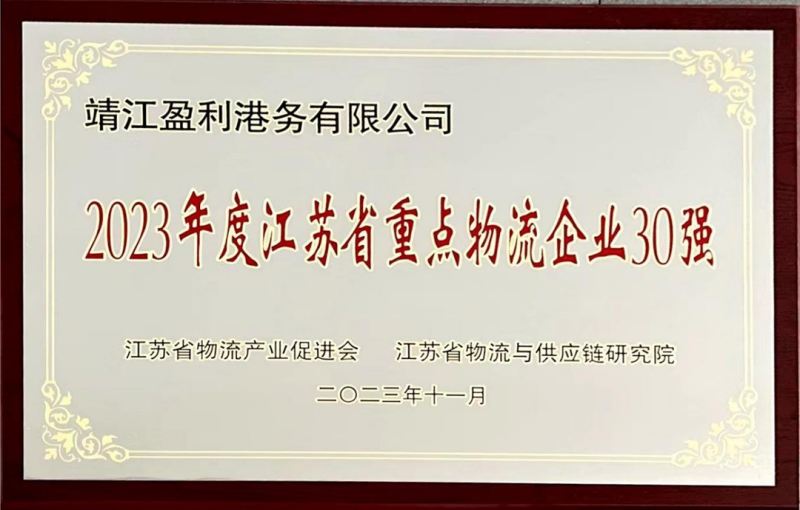 靖江盈利港务有限公司
2023年度江苏省重点物流企业30强
江苏省物流产业促进会 江苏省物流与供应链研究院
二〇二三年十一月